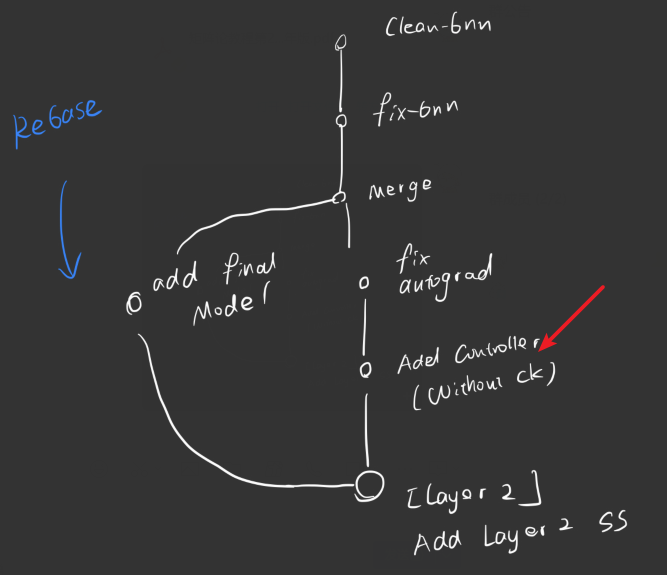 Clean-bnn
fix-bnn
Merge
Rebase
add final
Model
fix
autograd
Add Controller
(Without ck)
[Layer 2]
Add Layer 2 SS